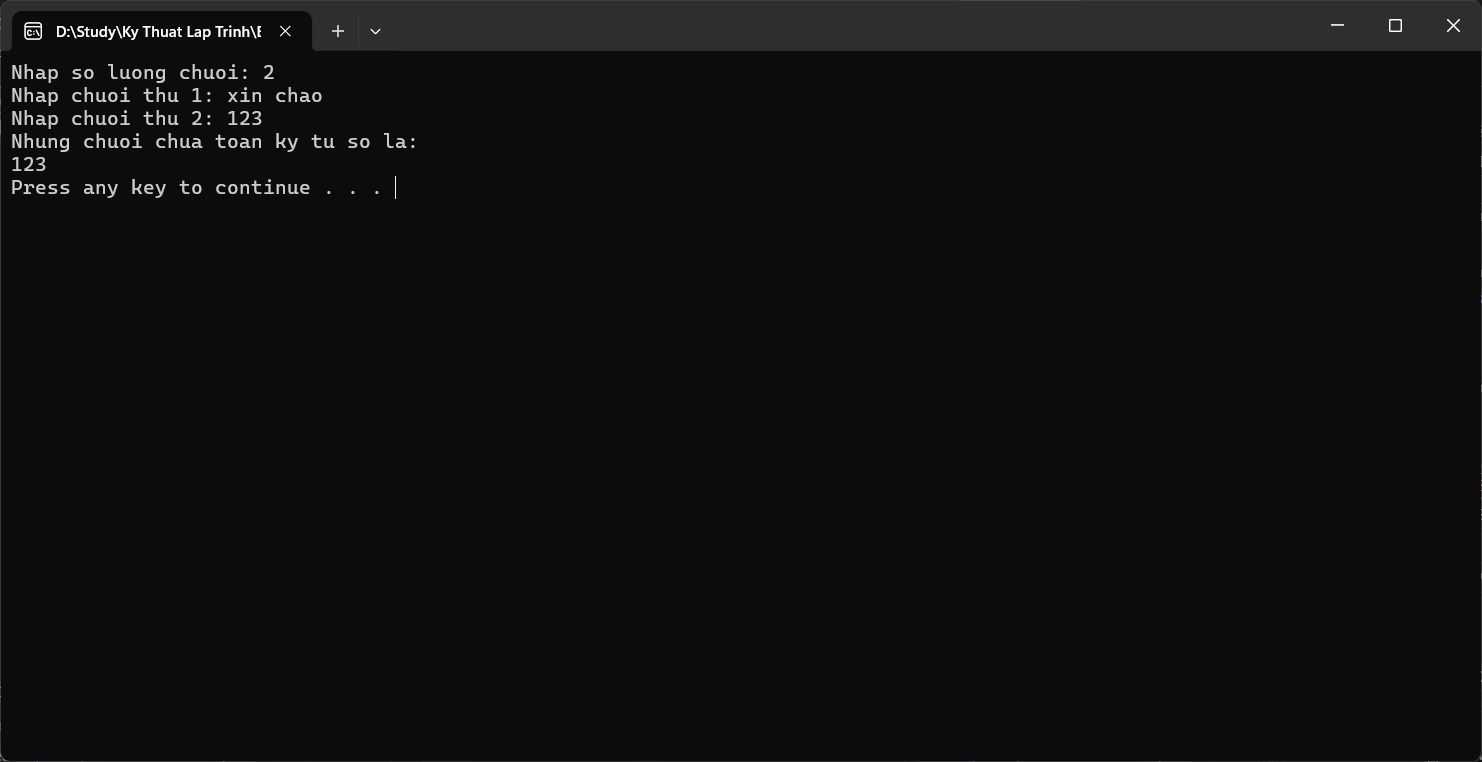 D:\Study\Ky Thuat Lap Trinh\
Nhap so luong chuoi: 2
Nhap chuoi thu 1: xin chao
Nhap chuoi thu 2: 123
Nhung chuoi chua toan ky tu so la:
123
Press any key to continue . . .